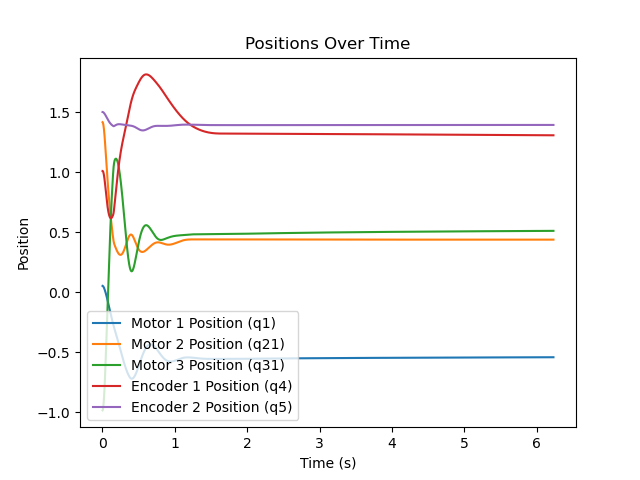 Positions Over Time
1.5
1.0
0.5
0.0
−0.5
−1.0
Position
Motor 1 Position (q1)
Motor 2 Position (q21)
Motor 3 Position (q31)
Encoder 1 Position (q4)
Encoder 2 Position (q5)
0 1 2 3 4 5 6
Time (s)